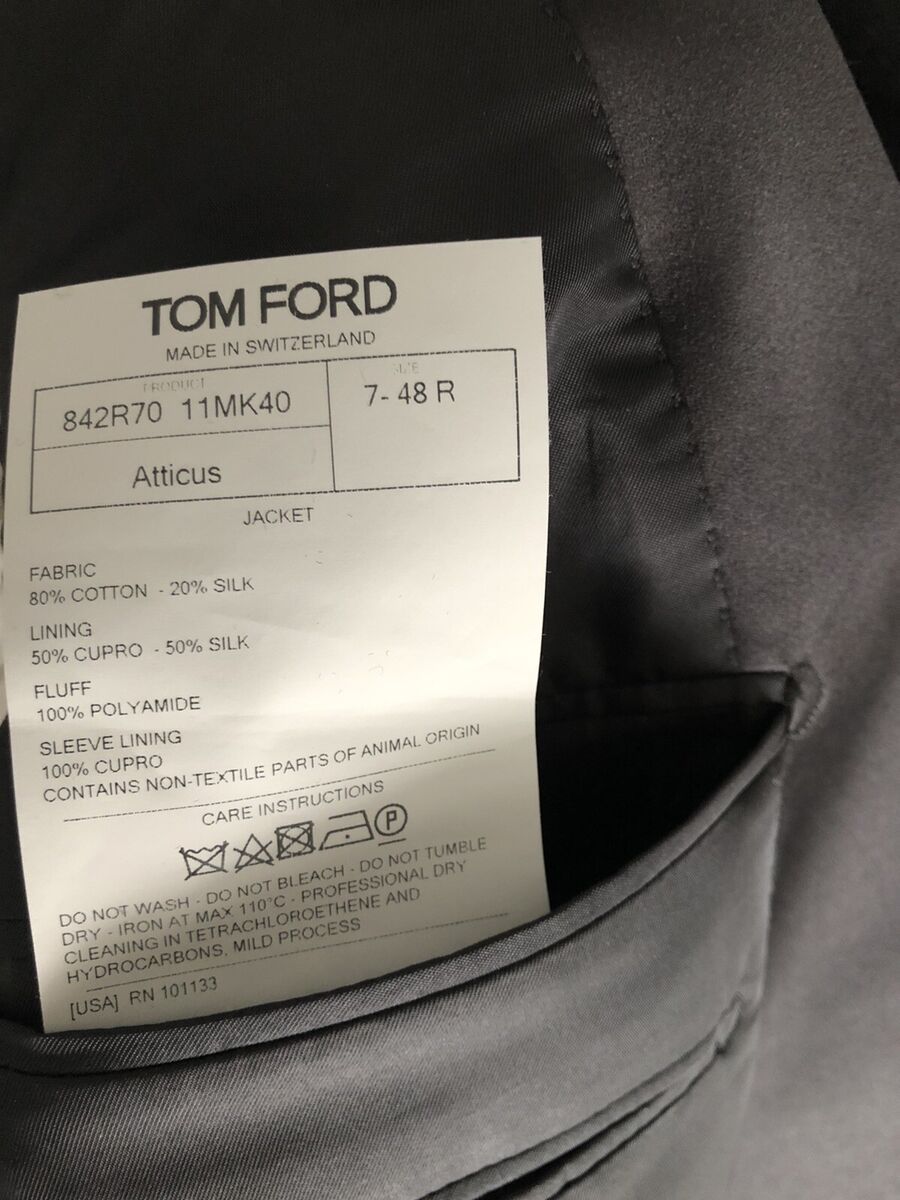 TOM FORD
MADE IN SWITZERLAND
PRODUCT
SIZE
842R70 11MK40
7- 48 R
Atticus
JACKET
FABRIC
80% COTTON - 20% SILK
LINING
50% CUPRO - 50% SILK
FLUFF
100% POLYAMIDE
SLEEVE LINING
100% CUPRO
CONTAINS NON-TEXTILE PARTS OF ANIMAL ORIGIN
CARE INSTRUCTIONS
P
DO NOT WASH - DO NOT BLEACH - DO NOT TUMBLE
DRY - IRON AT MAX 110°C - PROFESSIONAL DRY
CLEANING IN TETRACHLOROETHENE AND
HYDROCARBONS, MILD PROCESS
[USA] RN 101133